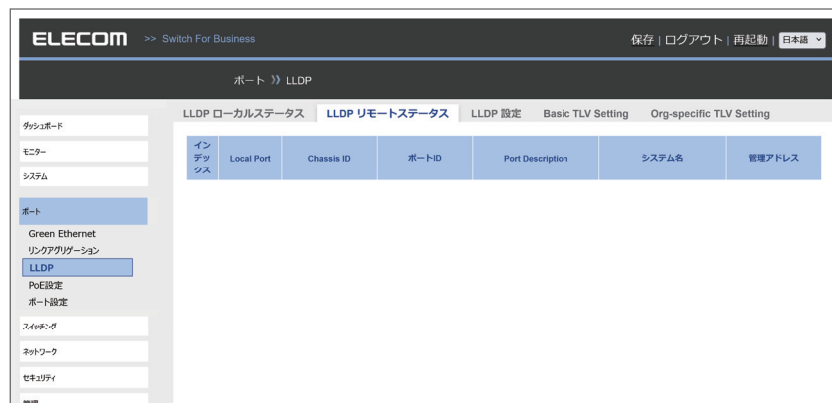 ELECOM >> Switch For Business 保存 | ログアウト | 再起動 | 日本語
ポート 》 LLDP
LLDP ローカルステータス LLDP リモートステータス LLDP 設定 Basic TLV Setting Org-specific TLV Setting
ダッシュボード
モニター
システム
ポート
Green Ethernet
リンクアグリゲーション
LLDP
PoE設定
ポート設定
スイッチング
ネットワーク
セキュリティ
インデックス Local Port Chassis ID ポートID Port Description システム名 管理アドレス